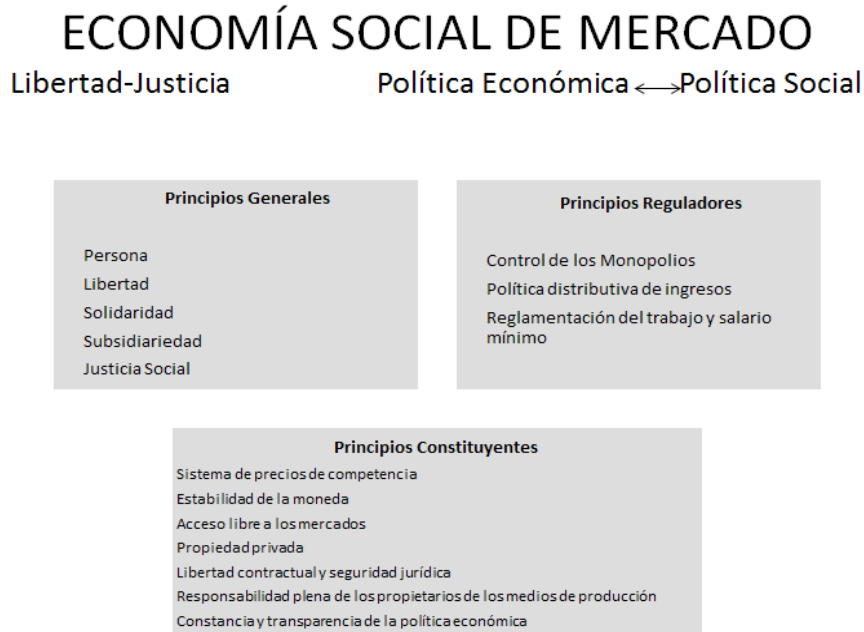 ECONOMÍA SOCIAL DE MERCADO
Libertad-Justicia
Política Económica ⟷ Política Social
Principios Generales
Persona
Libertad
Solidaridad
Subsidiariedad
Justicia Social
Principios Reguladores
Control de los Monopolios
Política distributiva de ingresos
Reglamentación del trabajo y salario
mínimo
Principios Constituyentes
Sistema de precios de competencia
Estabilidad de la moneda
Acceso libre a los mercados
Propiedad privada
Libertad contractual y seguridad jurídica
Responsabilidad plena de los propietarios de los medios de producción
Constancia y transparencia de la política económica